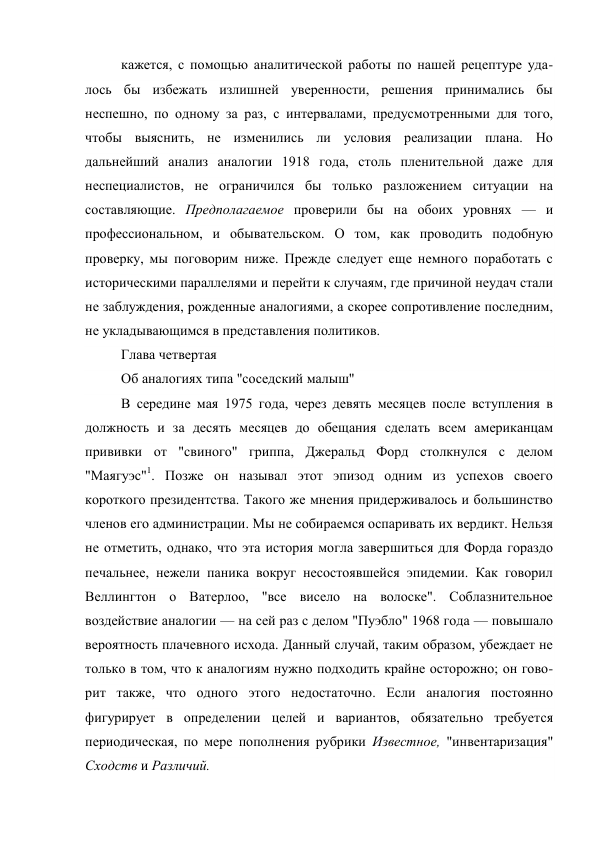 кажется, с помощью аналитической работы по нашей рецептуре уда-
лось бы избежать излишней уверенности, решения принимались бы
неспешно, по одному за раз, с интервалами, предусмотренными для того,
чтобы выяснить, не изменились ли условия реализации плана. Но
дальнейший анализ аналогии 1918 года, столь пленительной даже для
неспециалистов, не ограничился бы только разложением ситуации на
составляющие. Предполагаемое проверили бы на обоих уровнях — и
профессиональном, и обывательском. О том, как проводить подобную
проверку, мы поговорим ниже. Прежде следует еще немного поработать с
историческими параллелями и перейти к случаям, где причиной неудач стали
не заблуждения, рожденные аналогиями, а скорее сопротивление последним,
не укладывающимся в представления политиков.
Глава четвертая
Об аналогиях типа "соседский малыш"
В середине мая 1975 года, через девять месяцев после вступления в
должность и за десять месяцев до обещания сделать всем американцам
прививки от "свиного" гриппа, Джеральд Форд столкнулся с делом
"Маягуэс"1. Позже он называл этот эпизод одним из успехов своего
короткого президентства. Такого же мнения придерживалось и большинство
членов его администрации. Мы не собираемся оспаривать их вердикт. Нельзя
не отметить, однако, что эта история могла завершиться для Форда гораздо
печальнее, нежели паника вокруг несостоявшейся эпидемии. Как говорил
Веллингтон о Ватерлоо, "все висело на волоске". Соблазнительное
воздействие аналогии — на сей раз с делом "Пуэбло" 1968 года — повышало
вероятность плачевного исхода. Данный случай, таким образом, убеждает не
только в том, что к аналогиям нужно подходить крайне осторожно; он гово-
рит также, что одного этого недостаточно. Если аналогия постоянно
фигурирует в определении целей и вариантов, обязательно требуется
периодическая, по мере пополнения рубрики Известное, "инвентаризация"
Сходств и Различий.